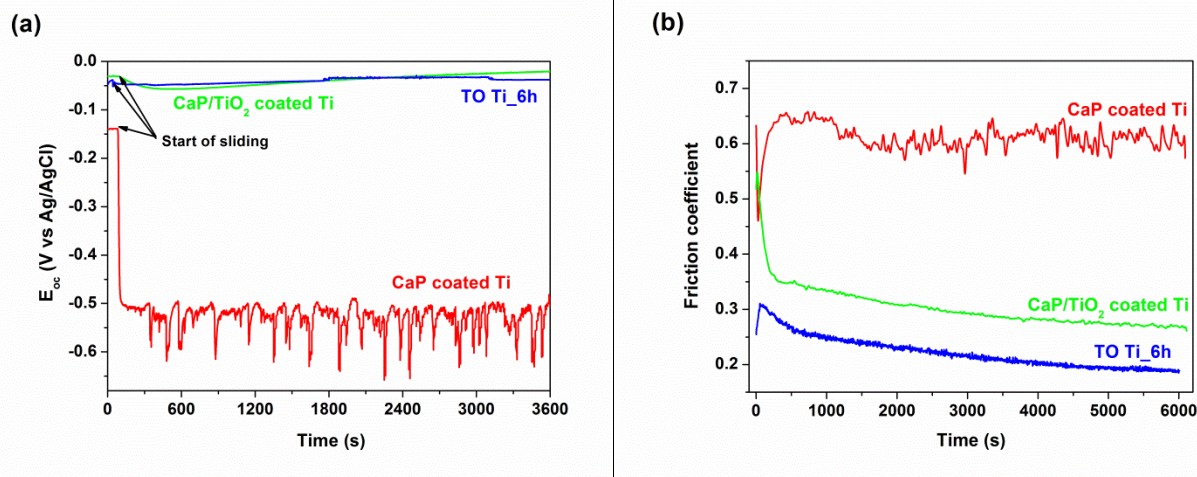 (a)
0.0
-0.1
-0.2
-0.3
-0.4
-0.5
-0.6
E_oc (V vs Ag/AgCl)
CaP/TiO₂ coated Ti
TO Ti_6h
Start of sliding
CaP coated Ti
0 600 1200 1800 2400 3000 3600
Time (s)
(b)
0.7
0.6
0.5
0.4
0.3
0.2
Friction coefficient
CaP coated Ti
CaP/TiO₂ coated Ti
TO Ti_6h
0 1000 2000 3000 4000 5000 6000
Time (s)